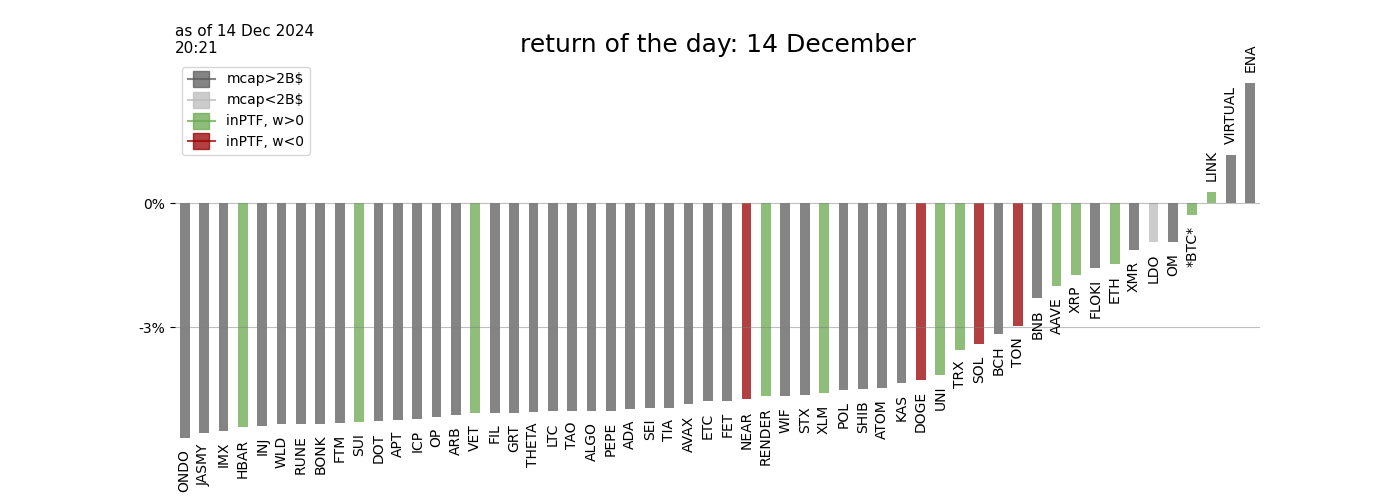 as of 14 Dec 2024
20:21
return of the day: 14 December
mcap>2B$
mcap<2B$
inPTF, w>0
inPTF, w<0
0%
-3%
ONDO
JASMY
IMX
HBAR
INJ
WLD
RUNE
BONK
FTM
SUI
DOT
APT
ICP
OP
ARB
VET
FIL
GRT
THETA
LTC
TAO
ALGO
PEPE
ADA
SEI
TIA
AVAX
ETC
FET
NEAR
RENDER
WIF
STX
XLM
POL
SHIB
ATOM
KAS
DOGE
UNI
TRX
SOL
BCH
TON
BNB
AAVE
XRP
FLOKI
ETH
XMR
LDO
OM
*BTC*
LINK
VIRTUAL
ENA